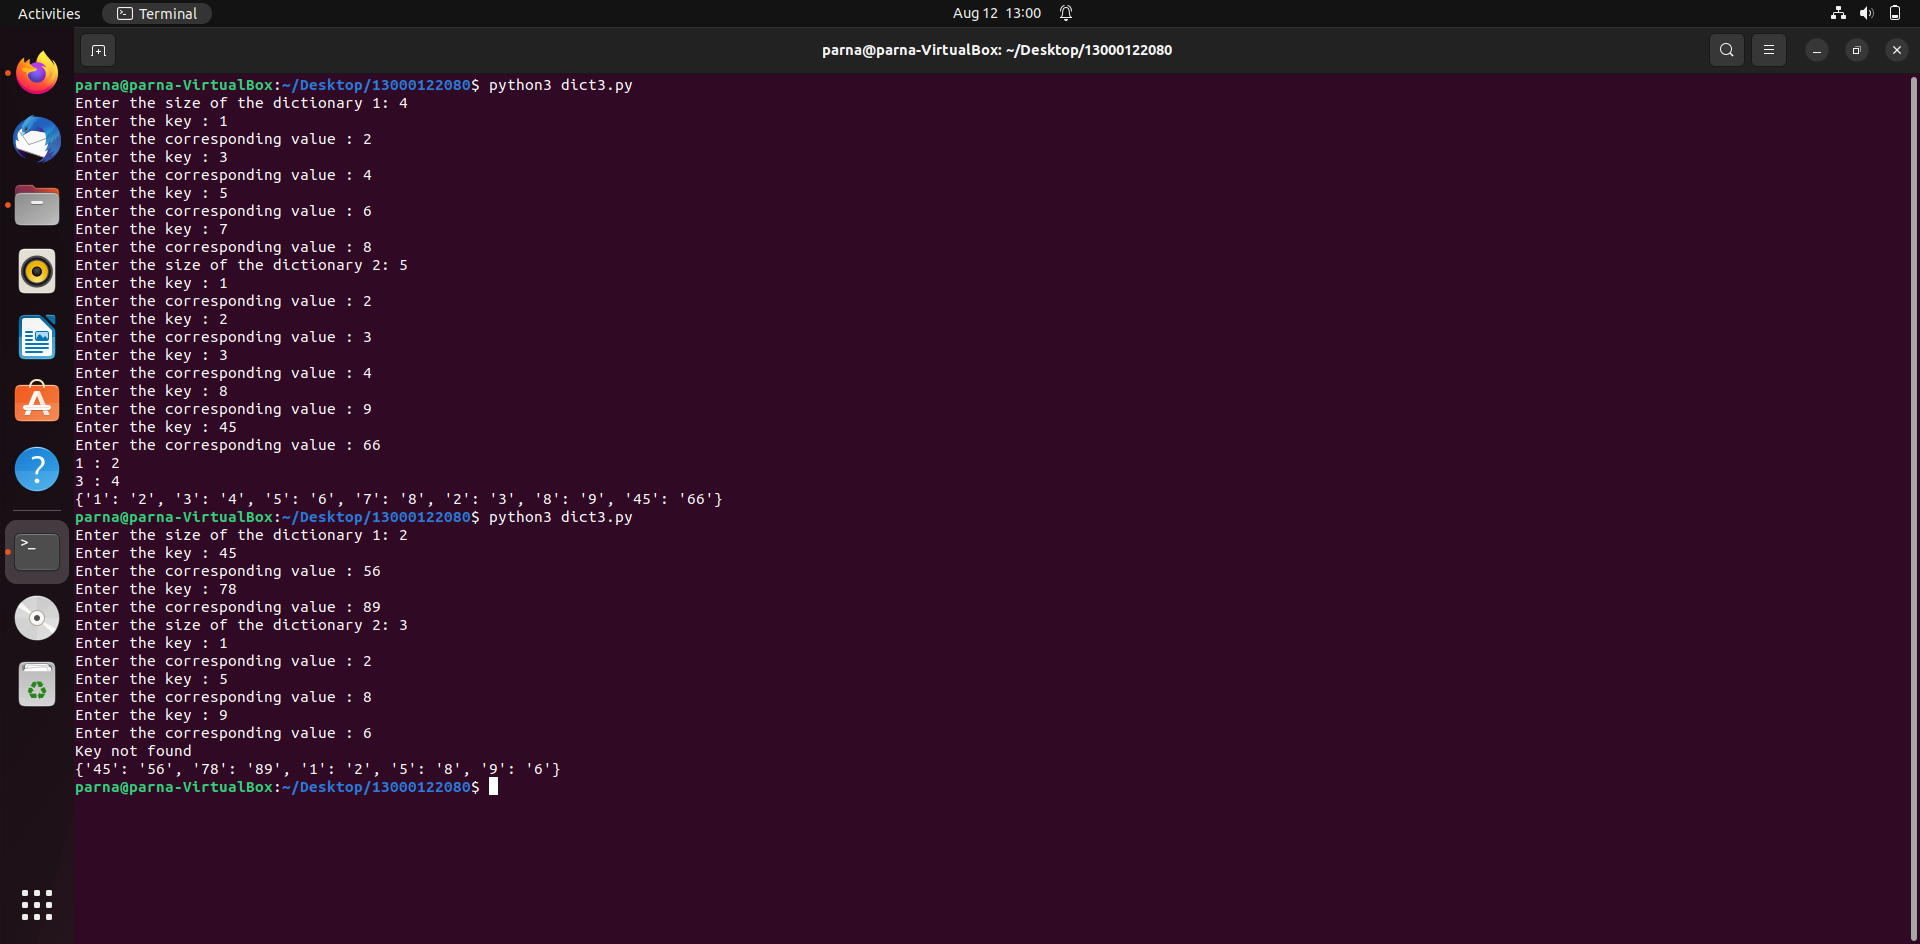 Activities
Terminal
Aug 12 13:00
parna@parna-VirtualBox: ~/Desktop/13000122080
parna@parna-VirtualBox:~/Desktop/13000122080$ python3 dict3.py
Enter the size of the dictionary 1: 4
Enter the key : 1
Enter the corresponding value : 2
Enter the key : 3
Enter the corresponding value : 4
Enter the key : 5
Enter the corresponding value : 6
Enter the key : 7
Enter the corresponding value : 8
Enter the size of the dictionary 2: 5
Enter the key : 1
Enter the corresponding value : 2
Enter the key : 2
Enter the corresponding value : 3
Enter the key : 3
Enter the corresponding value : 4
Enter the key : 8
Enter the corresponding value : 9
Enter the key : 45
Enter the corresponding value : 66
1 : 2
3 : 4
{'1': '2', '3': '4', '5': '6', '7': '8', '2': '3', '8': '9', '45': '66'}
parna@parna-VirtualBox:~/Desktop/13000122080$ python3 dict3.py
Enter the size of the dictionary 1: 2
Enter the key : 45
Enter the corresponding value : 56
Enter the key : 78
Enter the corresponding value : 89
Enter the size of the dictionary 2: 3
Enter the key : 1
Enter the corresponding value : 2
Enter the key : 5
Enter the corresponding value : 8
Enter the key : 9
Enter the corresponding value : 6
Key not found
{'45': '56', '78': '89', '1': '2', '5': '8', '9': '6'}
parna@parna-VirtualBox:~/Desktop/13000122080$